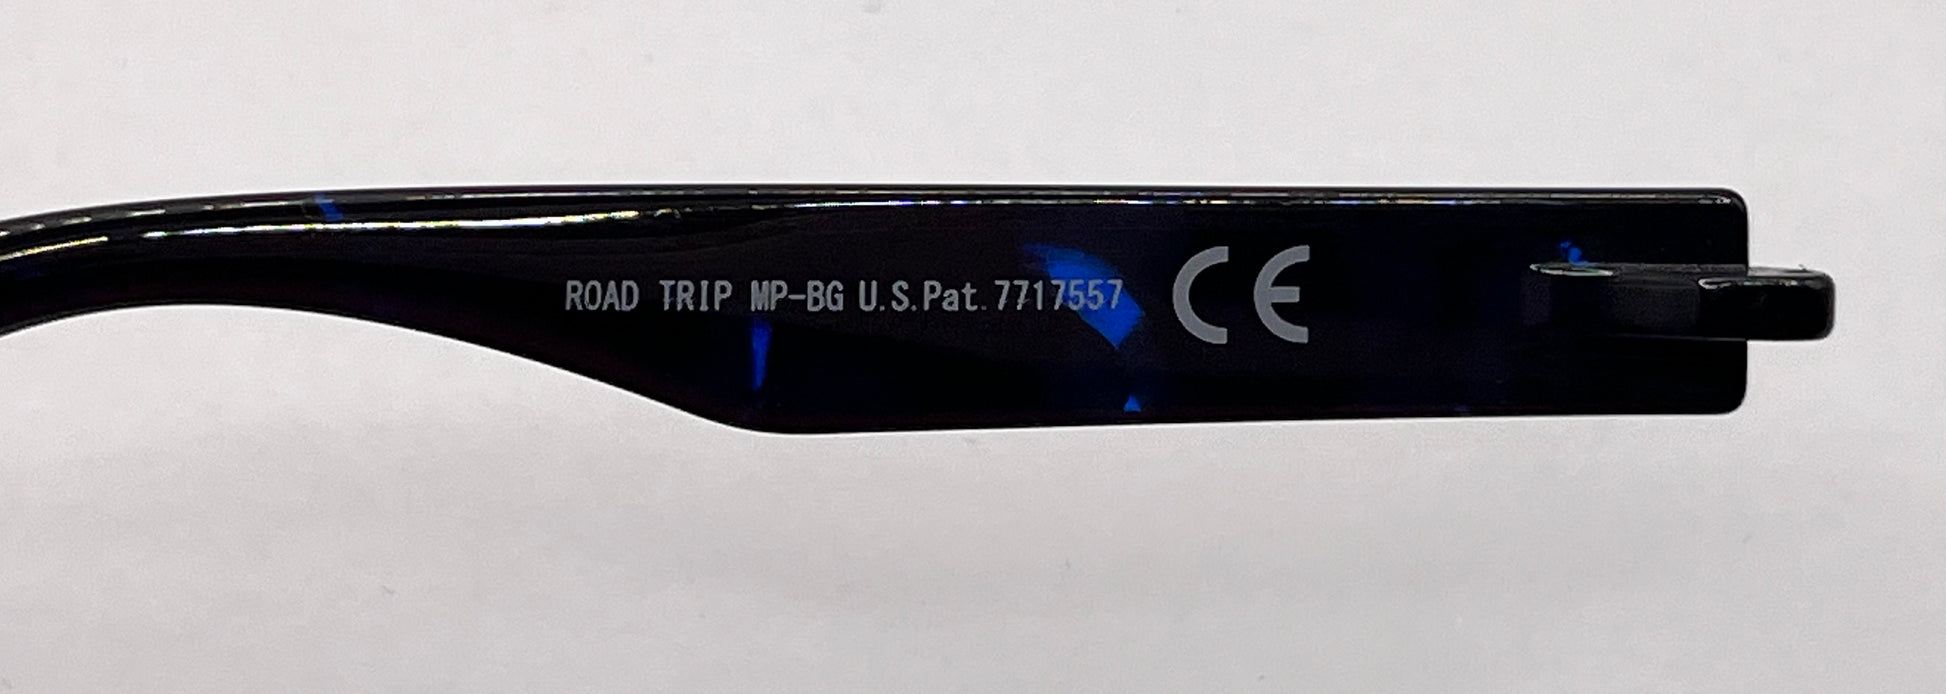 ROAD TRIP MP-BG U.S.Pat.7717557 CE